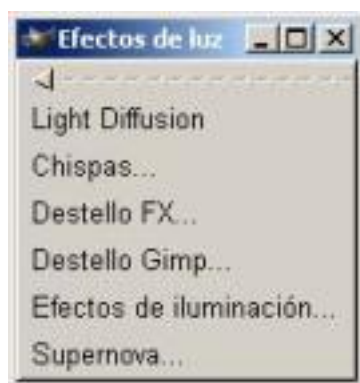 Efectos de luz
Light Diffusion
Chispas...
Destello FX...
Destello Gimp...
Efectos de iluminación...
Supernova...